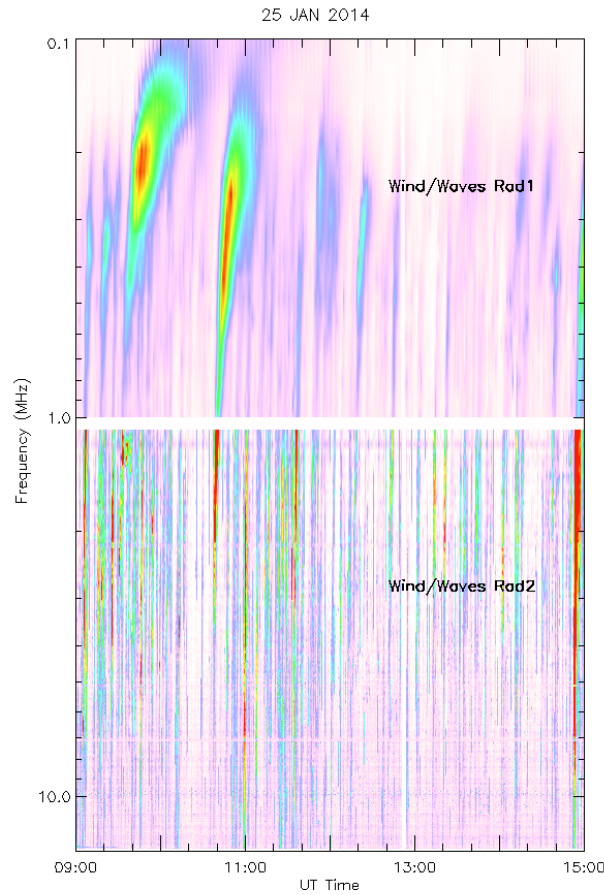 25 JAN 2014
0.1
Wind/Waves Rad1
1.0
Frequency (MHz)
Wind/Waves Rad2
10.0
09:00 11:00 13:00 15:00
UT Time